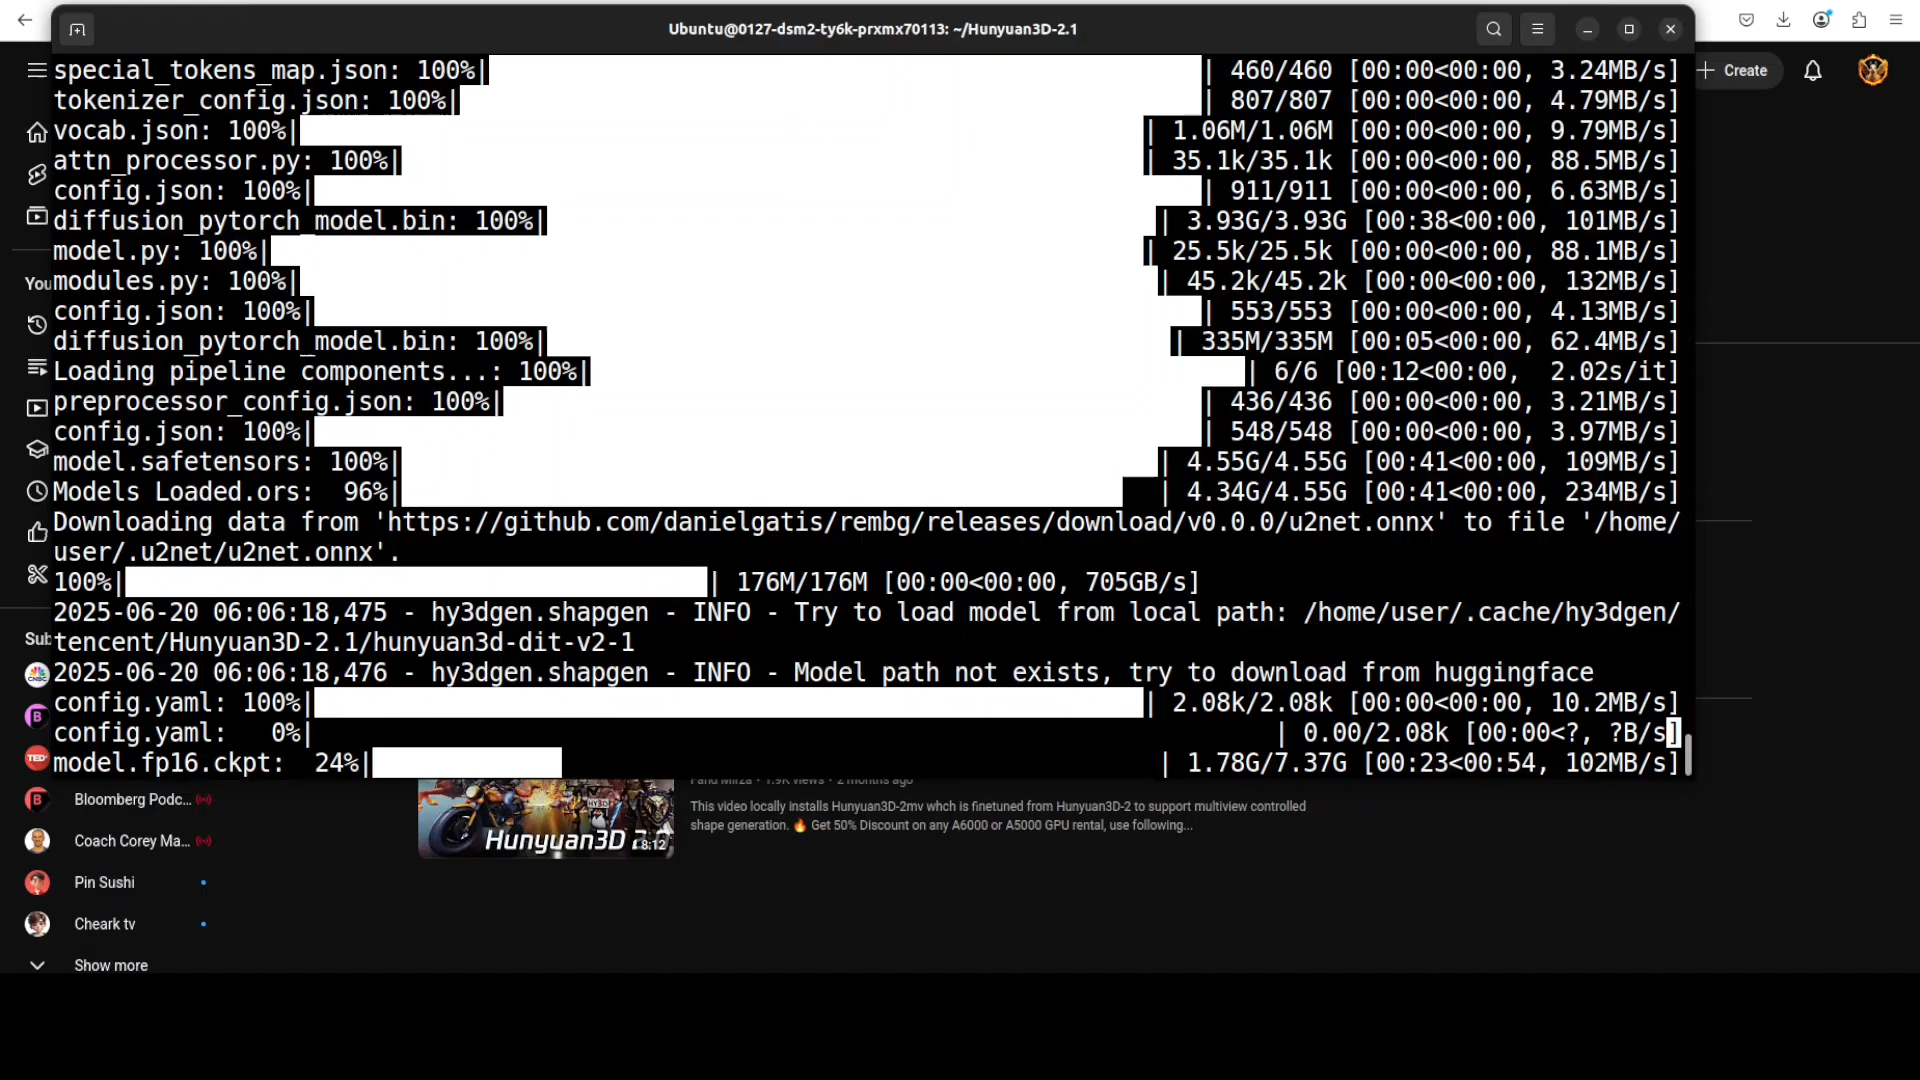 Ubuntu@0127-dsm2-ty6k-prxmx70113: ~/Hunyuan3D-2.1
Create
special_tokens_map.json: 100%| | 460/460 [00:00<00:00, 3.24MB/s]
tokenizer_config.json: 100%| | 807/807 [00:00<00:00, 4.79MB/s]
vocab.json: 100%| | 1.06M/1.06M [00:00<00:00, 9.79MB/s]
attn_processor.py: 100%| | 35.1k/35.1k [00:00<00:00, 88.5MB/s]
config.json: 100%| | 911/911 [00:00<00:00, 6.63MB/s]
diffusion_pytorch_model.bin: 100%| | 3.93G/3.93G [00:38<00:00, 101MB/s]
model.py: 100%| | 25.5k/25.5k [00:00<00:00, 88.1MB/s]
modules.py: 100%| | 45.2k/45.2k [00:00<00:00, 132MB/s]
config.json: 100%| | 553/553 [00:00<00:00, 4.13MB/s]
diffusion_pytorch_model.bin: 100%| | 335M/335M [00:05<00:00, 62.4MB/s]
Loading pipeline components...: 100%| | 6/6 [00:12<00:00, 2.02s/it]
preprocessor_config.json: 100%| | 436/436 [00:00<00:00, 3.21MB/s]
config.json: 100%| | 548/548 [00:00<00:00, 3.97MB/s]
model.safetensors: 100%| | 4.55G/4.55G [00:41<00:00, 109MB/s]
Models Loaded.ors: 96%| | 4.34G/4.55G [00:41<00:00, 234MB/s]
Downloading data from 'https://github.com/danielgatis/rembg/releases/download/v0.0.0/u2net.onnx' to file '/home/
user/.u2net/u2net.onnx'.
100%| | 176M/176M [00:00<00:00, 705GB/s]
2025-06-20 06:06:18,475 - hy3dgen.shapgen - INFO - Try to load model from local path: /home/user/.cache/hy3dgen/
tencent/Hunyuan3D-2.1/hunyuan3d-dit-v2-1
2025-06-20 06:06:18,476 - hy3dgen.shapgen - INFO - Model path not exists, try to download from huggingface
config.yaml: 100%| | 2.08k/2.08k [00:00<00:00, 10.2MB/s]
config.yaml: 0%| | 0.00/2.08k [00:00<?, ?B/s]
model.fp16.ckpt: 24%| | 1.78G/7.37G [00:23<00:54, 102MB/s]
You
Sub
CNBC
B
TED
B
Bloomberg Podc...
Coach Corey Ma...
Pin Sushi
Cheark tv
Show more
Hunyuan3D 2.
18:12
Fahd Mirza • 1.9K views • 2 months ago
This video locally installs Hunyuan3D-2mv whch is finetuned from Hunyuan3D-2 to support multiview controlled
shape generation. 🔥 Get 50% Discount on any A6000 or A5000 GPU rental, use following...